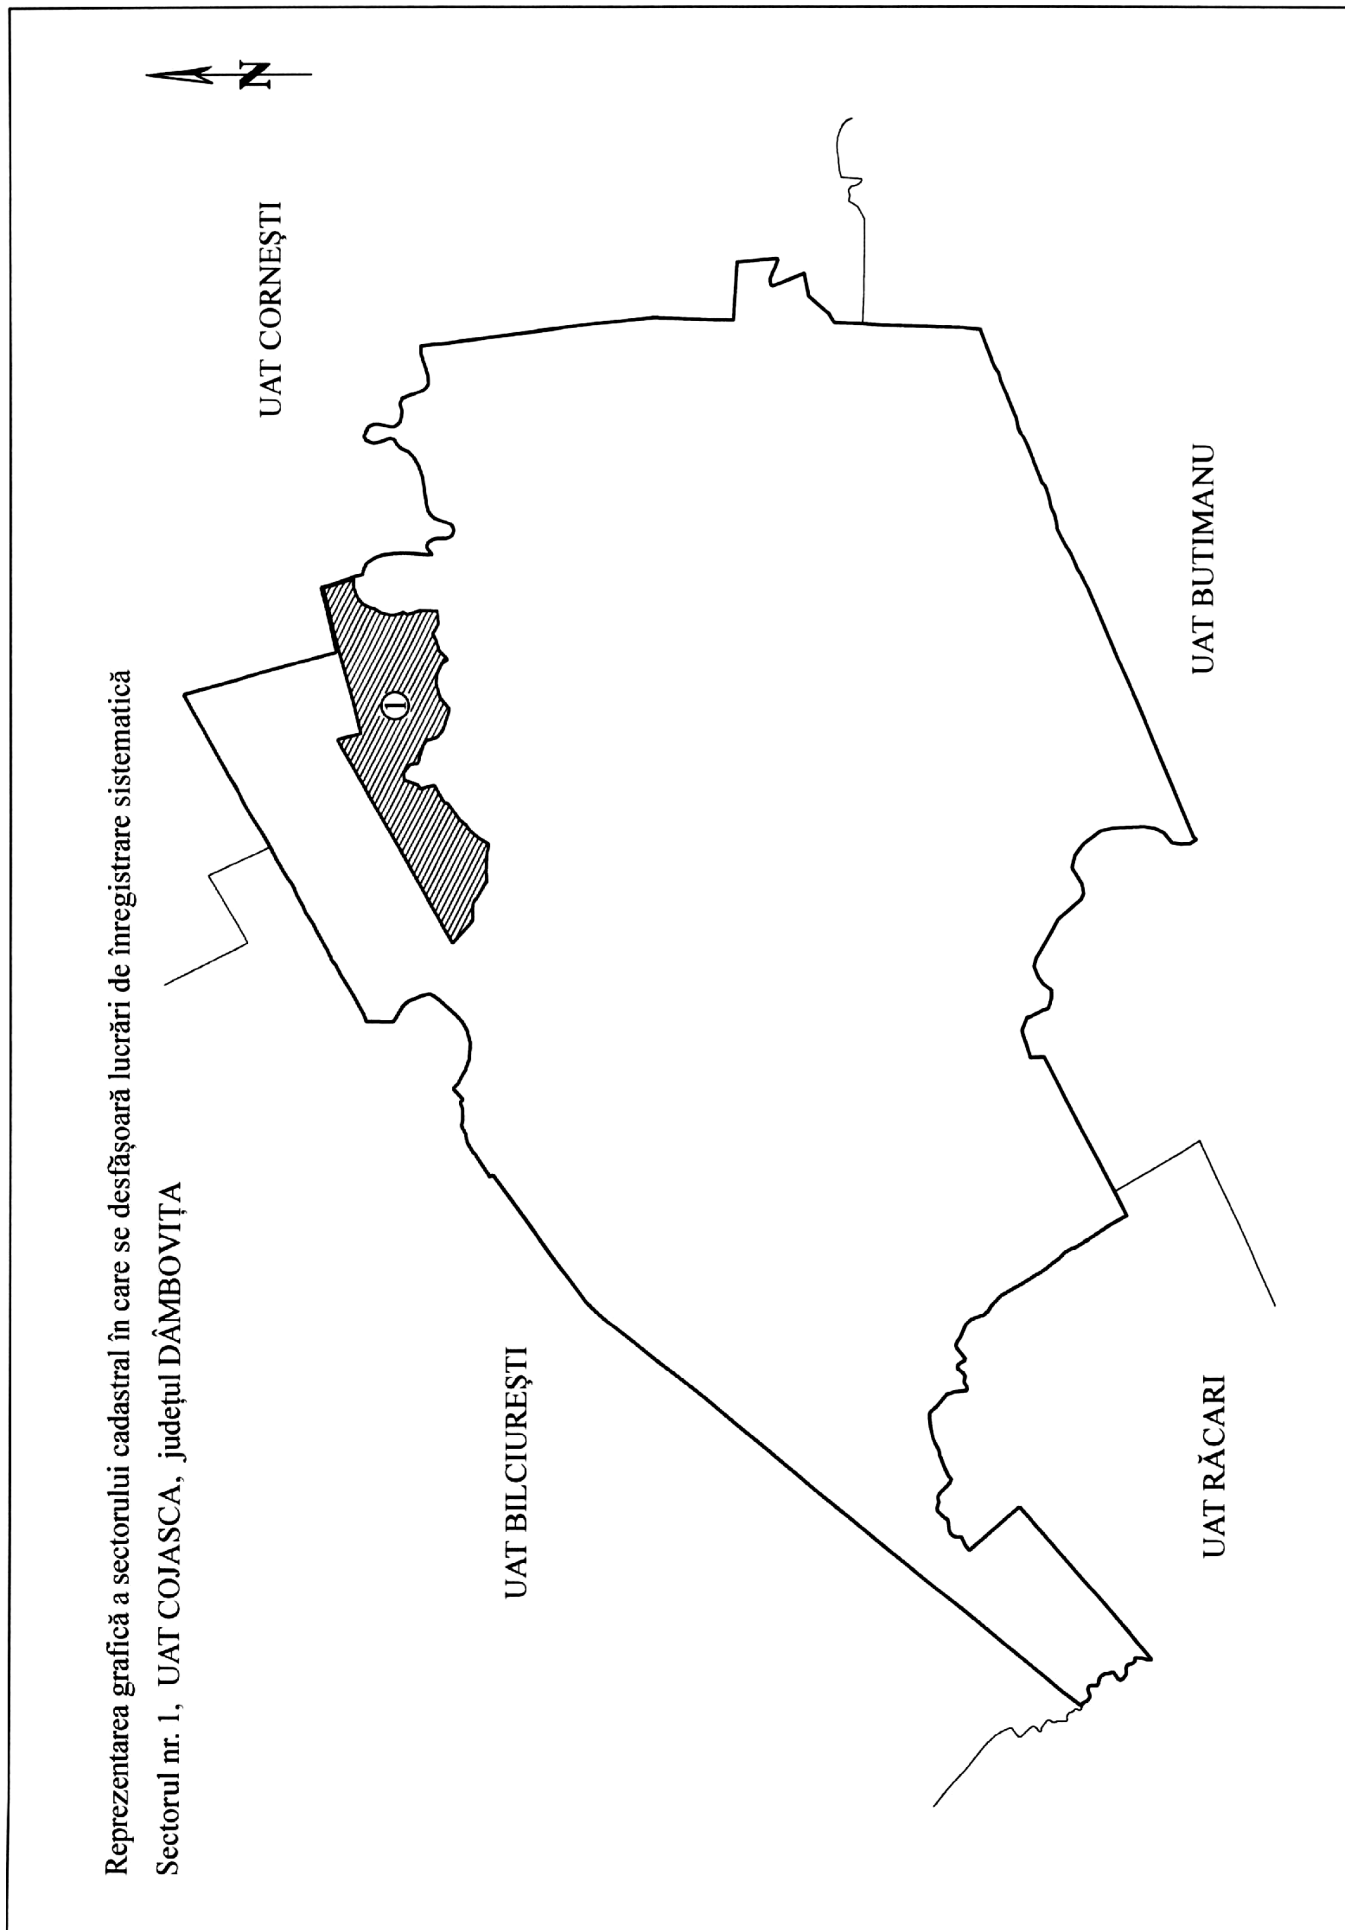 Reprezentarea grafică a sectorului cadastral în care se desfășoară lucrări de înregistrare sistematică
Sectorul nr. 1, UAT COJASCA, județul DÂMBOVIȚA
N
UAT CORNEȘTI
1
UAT BILCIUREȘTI
UAT BUTIMANU
UAT RĂCARI